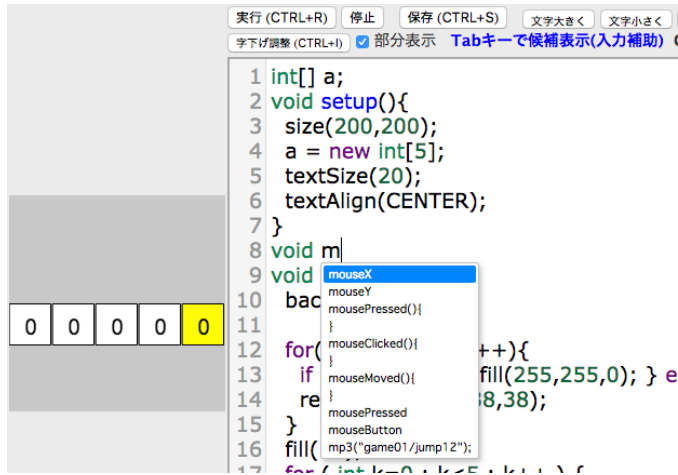 実行 (CTRL+R) 停止 保存 (CTRL+S) 文字大きく 文字小さく
字下げ調整 (CTRL+I) 部分表示 Tabキーで候補表示(入力補助)
1 int[] a;
2 void setup(){
3 size(200,200);
4 a = new int[5];
5 textSize(20);
6 textAlign(CENTER);
7 }
8 void m
9 void
10 bac
11
12 for( ++){
13 if fill(255,255,0); } e
14 re 38,38);
15 }
16 fill(
17 for ( int k=0 ; k<5 ; k++ ) {
mouseX
mouseY
mousePressed(){
}
mouseClicked(){
}
mouseMoved(){
}
mousePressed
mouseButton
mp3("game01/jump12");
0 0 0 0 0